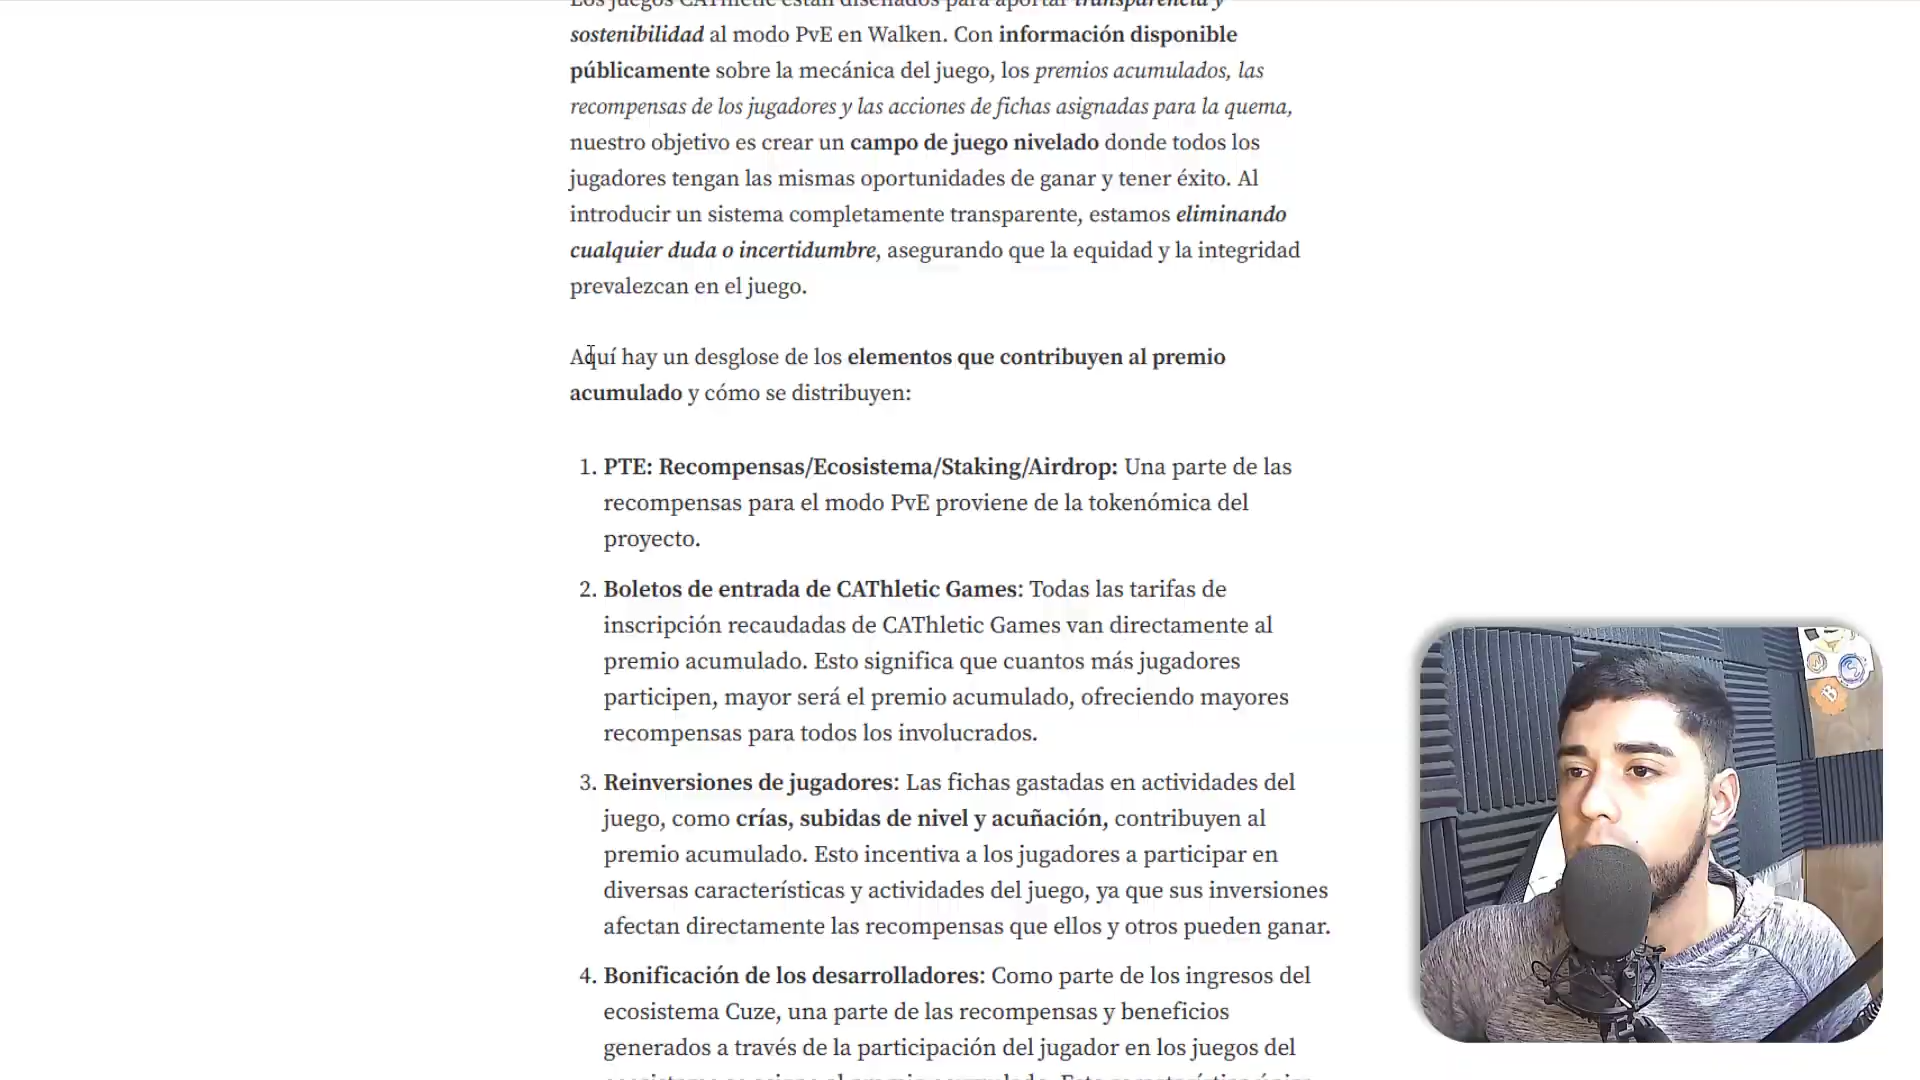 Los juegos CAThletic están diseñados para aportar transparencia y
sostenibilidad al modo PvE en Walken. Con información disponible
públicamente sobre la mecánica del juego, los premios acumulados, las
recompensas de los jugadores y las acciones de fichas asignadas para la quema,
nuestro objetivo es crear un campo de juego nivelado donde todos los
jugadores tengan las mismas oportunidades de ganar y tener éxito. Al
introducir un sistema completamente transparente, estamos eliminando
cualquier duda o incertidumbre, asegurando que la equidad y la integridad
prevalezcan en el juego.
Aquí hay un desglose de los elementos que contribuyen al premio
acumulado y cómo se distribuyen:
1. PTE: Recompensas/Ecosistema/Staking/Airdrop: Una parte de las
recompensas para el modo PvE proviene de la tokenómica del
proyecto.
2. Boletos de entrada de CAThletic Games: Todas las tarifas de
inscripción recaudadas de CAThletic Games van directamente al
premio acumulado. Esto significa que cuantos más jugadores
participen, mayor será el premio acumulado, ofreciendo mayores
recompensas para todos los involucrados.
3. Reinversiones de jugadores: Las fichas gastadas en actividades del
juego, como crías, subidas de nivel y acuñación, contribuyen al
premio acumulado. Esto incentiva a los jugadores a participar en
diversas características y actividades del juego, ya que sus inversiones
afectan directamente las recompensas que ellos y otros pueden ganar.
4. Bonificación de los desarrolladores: Como parte de los ingresos del
ecosistema Cuze, una parte de las recompensas y beneficios
generados a través de la participación del jugador en los juegos del